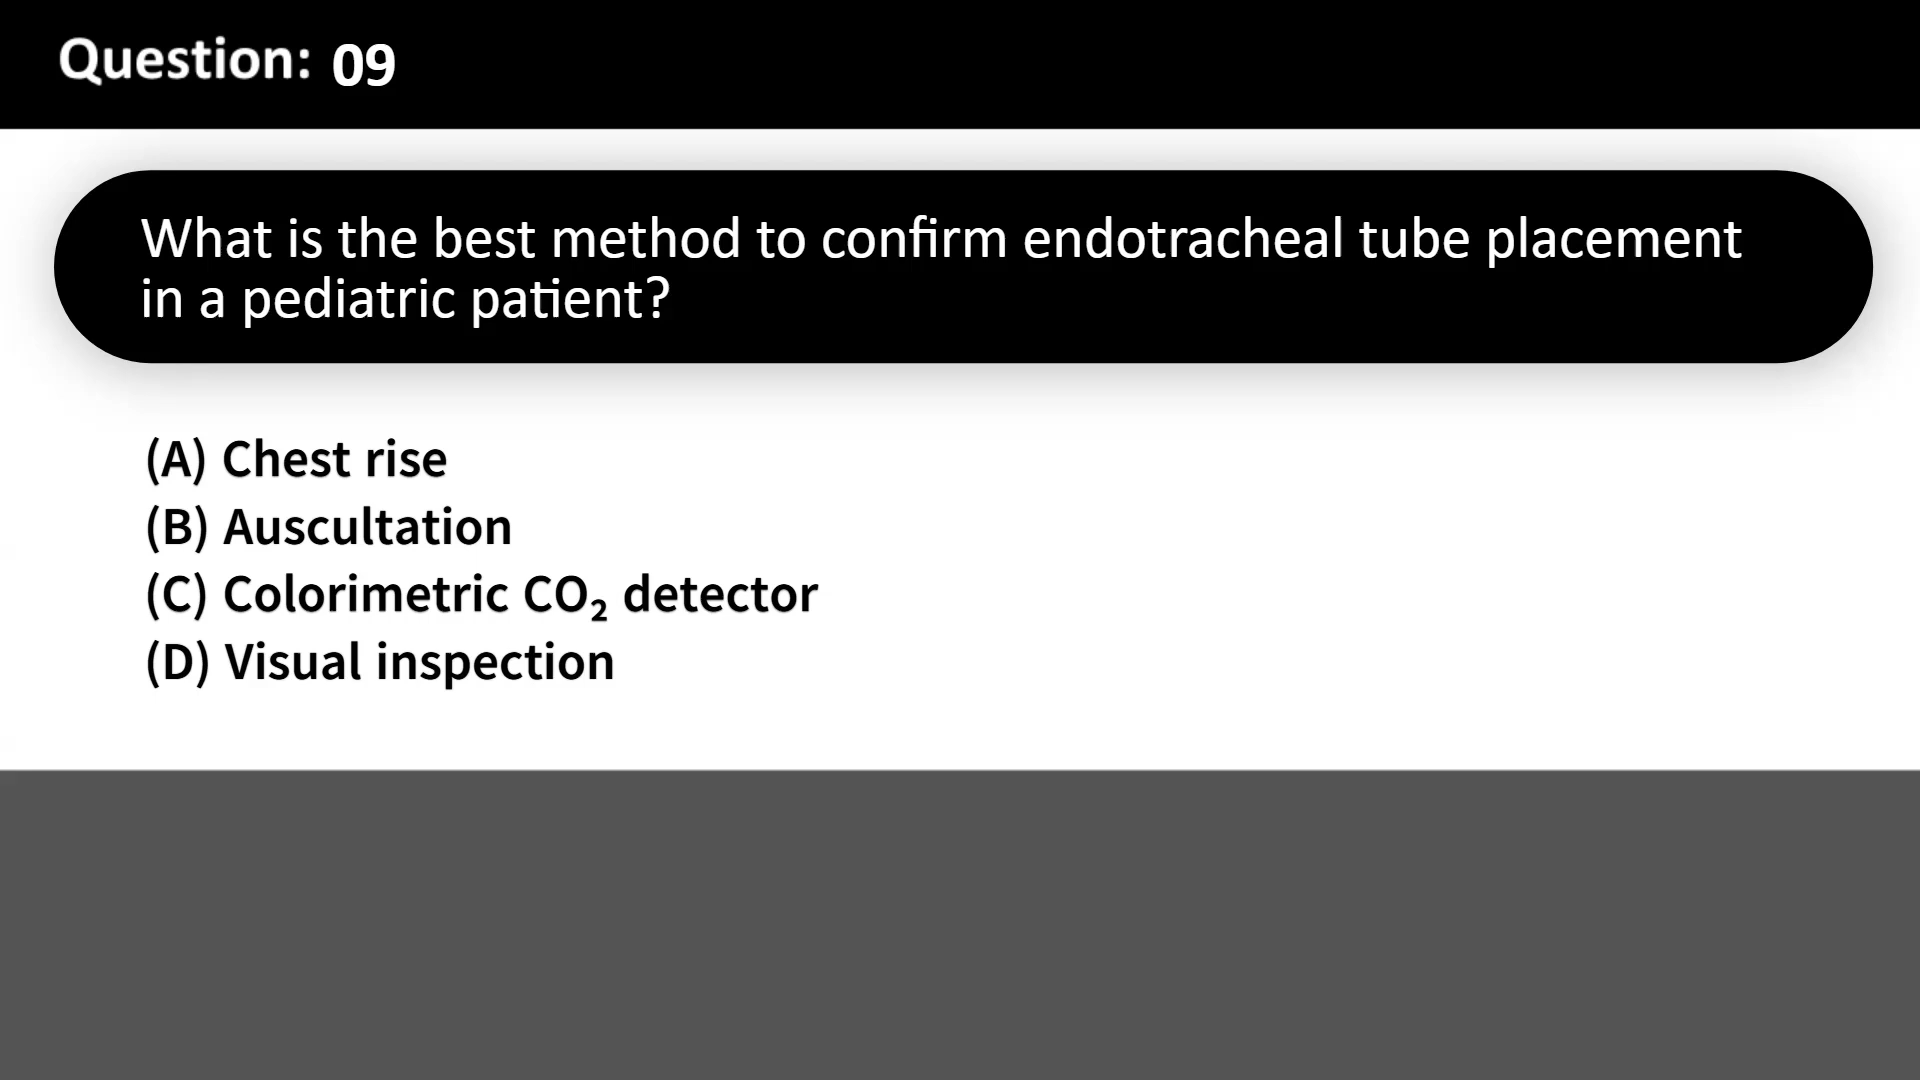 Question: 09
What is the best method to confirm endotracheal tube placement
in a pediatric patient?
(A) Chest rise
(B) Auscultation
(C) Colorimetric CO₂ detector
(D) Visual inspection